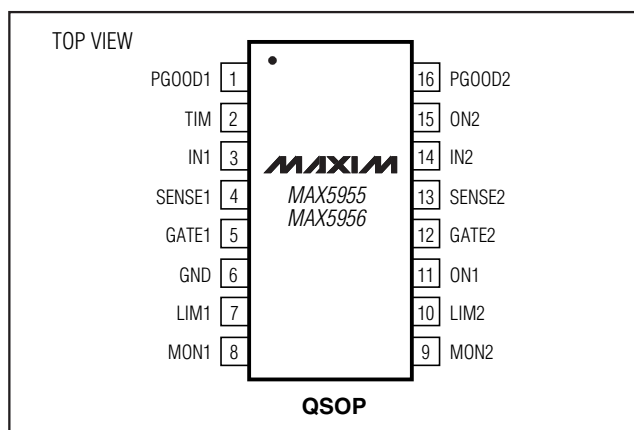 TOP VIEW
PGOOD1 1 16 PGOOD2
TIM 2 15 ON2
IN1 3 14 IN2
MAXIM
SENSE1 4 MAX5955 13 SENSE2
MAX5956
GATE1 5 12 GATE2
GND 6 11 ON1
LIM1 7 10 LIM2
MON1 8 9 MON2
QSOP